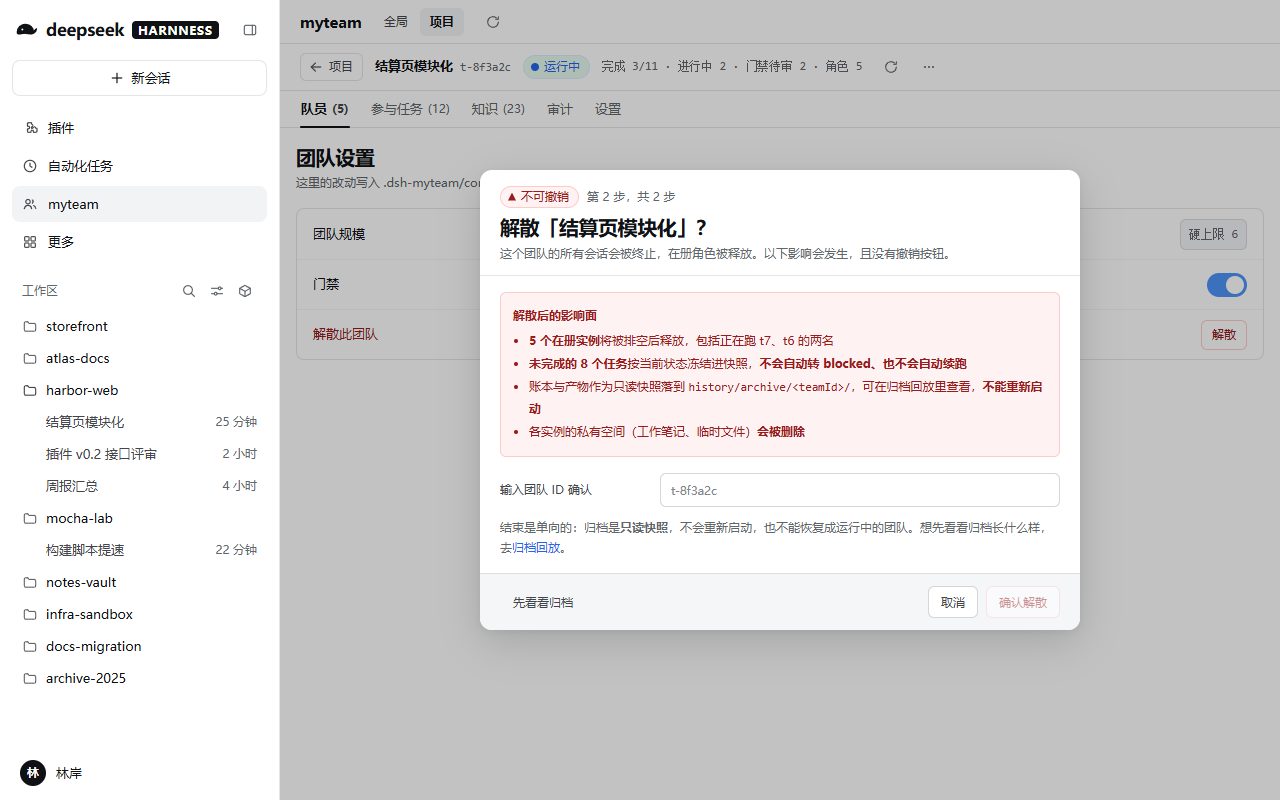 deepseek HARNNESS
新会话
插件
自动化任务
myteam
更多
工作区
storefront
atlas-docs
harbor-web
结算页模块化 25 分钟
插件 v0.2 接口评审 2 小时
周报汇总 4 小时
mocha-lab
构建脚本提速 22 分钟
notes-vault
infra-sandbox
docs-migration
archive-2025
林 林岸
myteam 全局 项目
项目 结算页模块化 t-8f3a2c 运行中 完成 3/11 · 进行中 2 · 门禁待审 2 · 角色 5
队员 (5) 参与任务 (12) 知识 (23) 审计 设置
团队设置
这里的改动写入 .dsh-myteam/co
团队规模 硬上限 6
门禁
解散此团队 解散
不可撤销 第 2 步，共 2 步
解散「结算页模块化」？
这个团队的所有会话会被终止，在册角色被释放。以下影响会发生，且没有撤销按钮。
解散后的影响面
• 5 个在册实例将被排空后释放，包括正在跑 t7、t6 的两名
• 未完成的 8 个任务按当前状态冻结进快照，不会自动转 blocked、也不会自动续跑
• 账本与产物作为只读快照落到 history/archive/<teamId>/，可在归档回放里查看，不能重新启
动
• 各实例的私有空间（工作笔记、临时文件）会被删除
输入团队 ID 确认 t-8f3a2c
结束是单向的：归档是只读快照，不会重新启动，也不能恢复成运行中的团队。想先看看归档长什么样，
去归档回放。
先看看归档 取消 确认解散